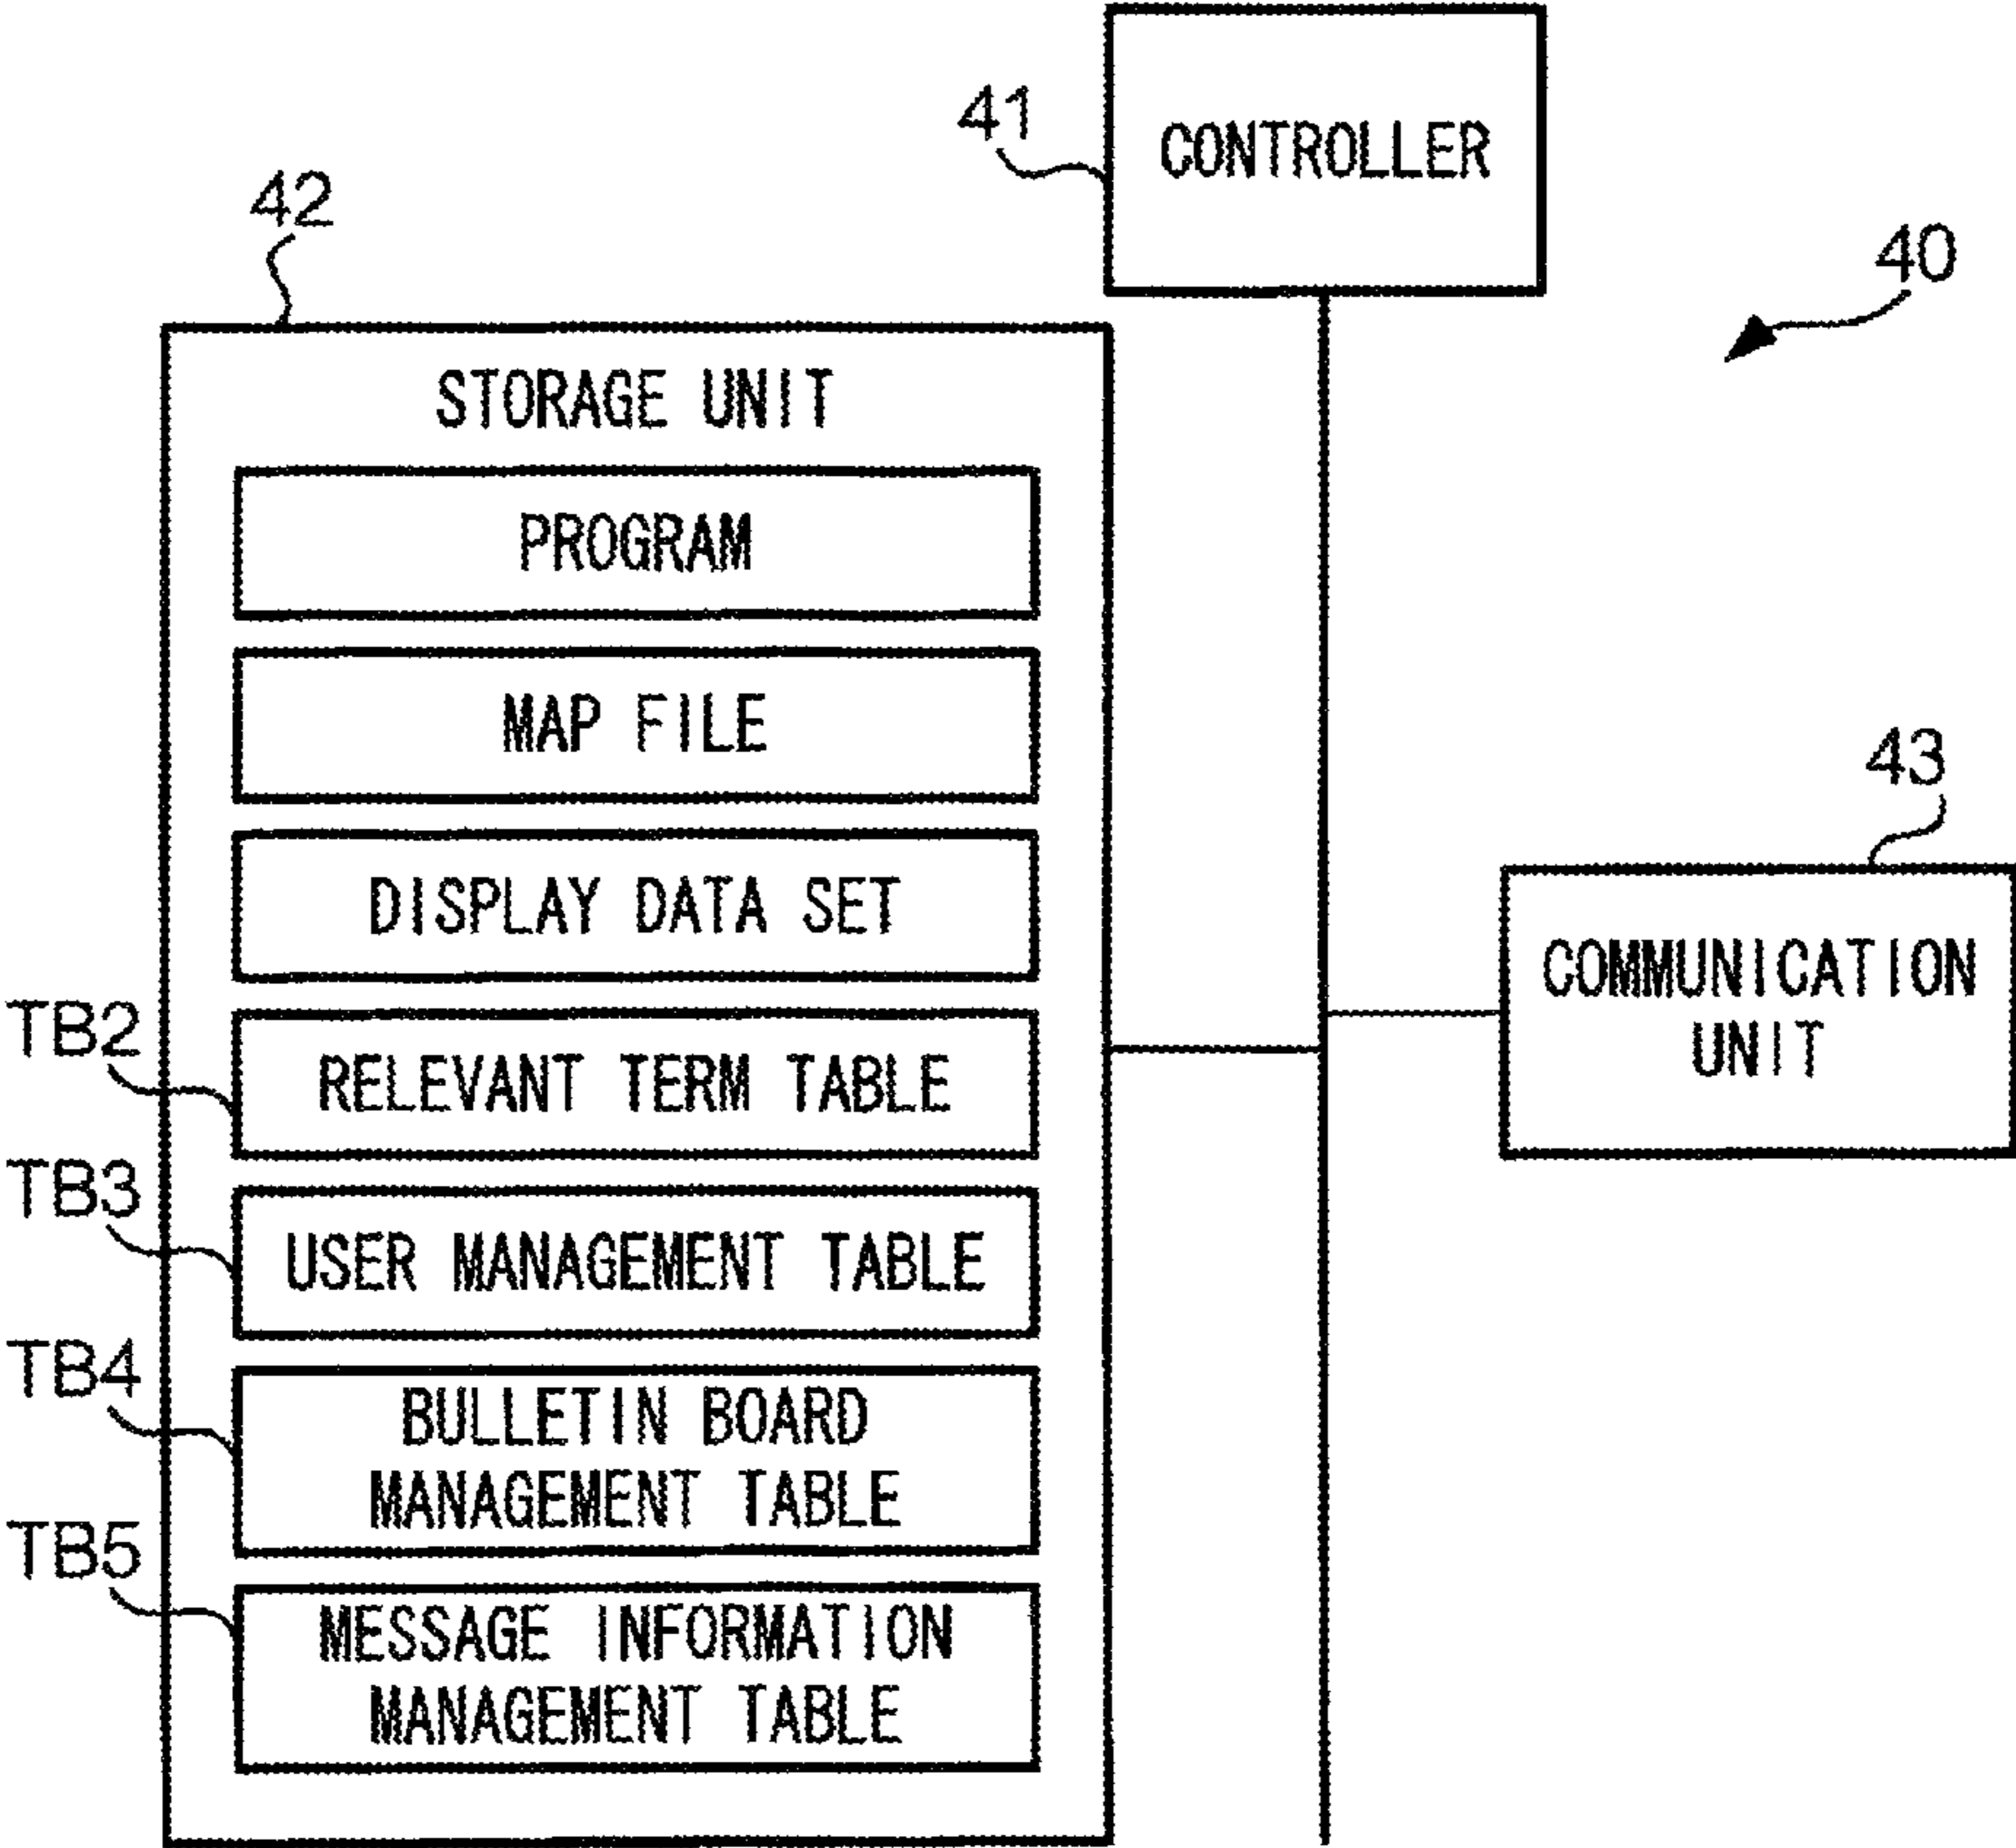 41
CONTROLLER
42
40
STORAGE UNIT
PROGRAM
MAP FILE
43
DISPLAY DATA SET
COMMUNICATION
UNIT
TB2
RELEVANT TERM TABLE
TB3
USER MANAGEMENT TABLE
TB4
BULLETIN BOARD
MANAGEMENT TABLE
TB5
MESSAGE INFORMATION
MANAGEMENT TABLE